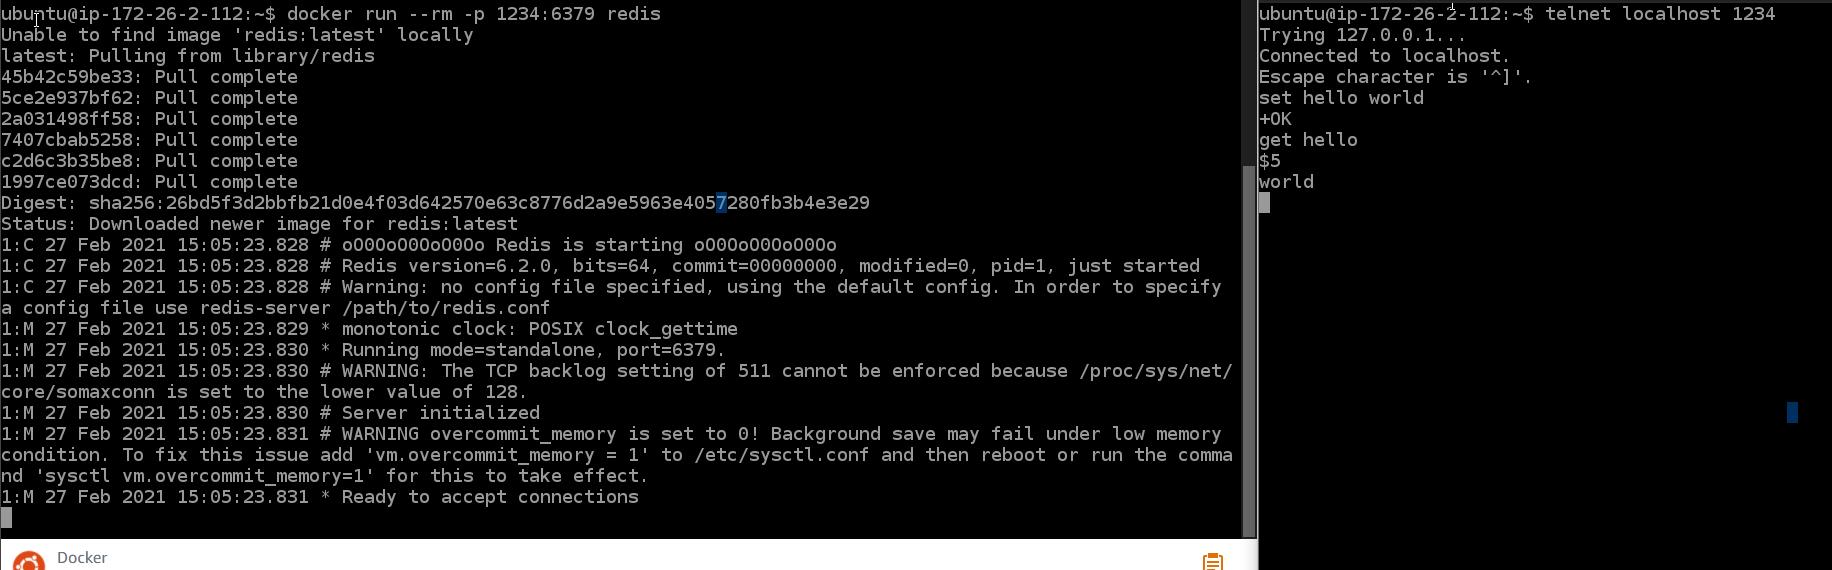 ubuntu@ip-172-26-2-112:~$ docker run --rm -p 1234:6379 redis
Unable to find image 'redis:latest' locally
latest: Pulling from library/redis
45b42c59be33: Pull complete
5ce2e937bf62: Pull complete
2a031498ff58: Pull complete
7407cbab5258: Pull complete
c2d6c3b35be8: Pull complete
1997ce073dcd: Pull complete
Digest: sha256:26bd5f3d2bbfb21d0e4f03d642570e63c8776d2a9e5963e4057280fb3b4e3e29
Status: Downloaded newer image for redis:latest
1:C 27 Feb 2021 15:05:23.828 # oO0OoO0OoO0Oo Redis is starting oO0OoO0OoO0Oo
1:C 27 Feb 2021 15:05:23.828 # Redis version=6.2.0, bits=64, commit=00000000, modified=0, pid=1, just started
1:C 27 Feb 2021 15:05:23.828 # Warning: no config file specified, using the default config. In order to specify
a config file use redis-server /path/to/redis.conf
1:M 27 Feb 2021 15:05:23.829 * monotonic clock: POSIX clock_gettime
1:M 27 Feb 2021 15:05:23.830 * Running mode=standalone, port=6379.
1:M 27 Feb 2021 15:05:23.830 # WARNING: The TCP backlog setting of 511 cannot be enforced because /proc/sys/net/
core/somaxconn is set to the lower value of 128.
1:M 27 Feb 2021 15:05:23.830 # Server initialized
1:M 27 Feb 2021 15:05:23.831 # WARNING overcommit_memory is set to 0! Background save may fail under low memory
condition. To fix this issue add 'vm.overcommit_memory = 1' to /etc/sysctl.conf and then reboot or run the comma
nd 'sysctl vm.overcommit_memory=1' for this to take effect.
1:M 27 Feb 2021 15:05:23.831 * Ready to accept connections
Docker
ubuntu@ip-172-26-2-112:~$ telnet localhost 1234
Trying 127.0.0.1...
Connected to localhost.
Escape character is '^]'.
set hello world
+OK
get hello
$5
world